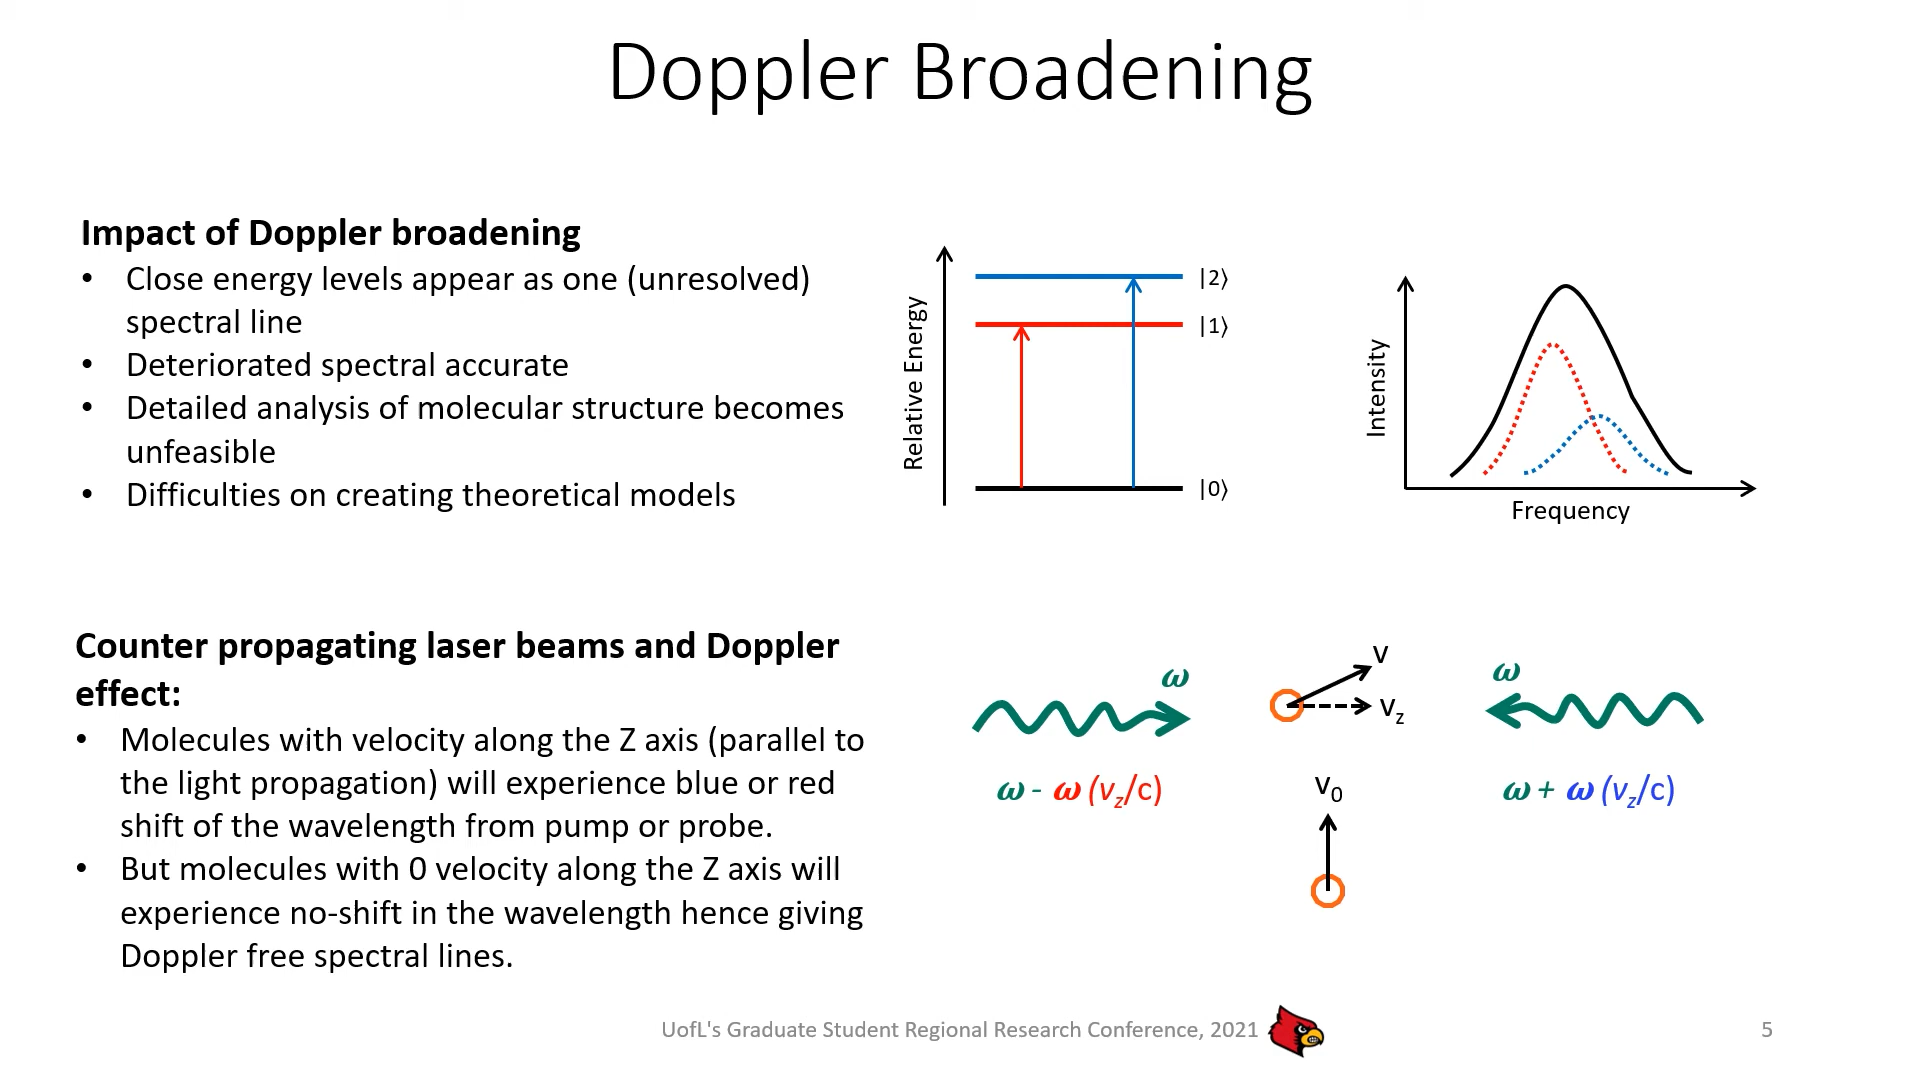 Doppler Broadening
Impact of Doppler broadening
• Close energy levels appear as one (unresolved)
spectral line
• Deteriorated spectral accurate
• Detailed analysis of molecular structure becomes
unfeasible
• Difficulties on creating theoretical models
Relative Energy
|2⟩
|1⟩
|0⟩
Intensity
Frequency
Counter propagating laser beams and Doppler
effect:
• Molecules with velocity along the Z axis (parallel to
the light propagation) will experience blue or red
shift of the wavelength from pump or probe.
• But molecules with 0 velocity along the Z axis will
experience no-shift in the wavelength hence giving
Doppler free spectral lines.
ω
v
v_z
ω
ω - ω (v_z/c)
v_0
ω + ω (v_z/c)
UofL's Graduate Student Regional Research Conference, 2021
5